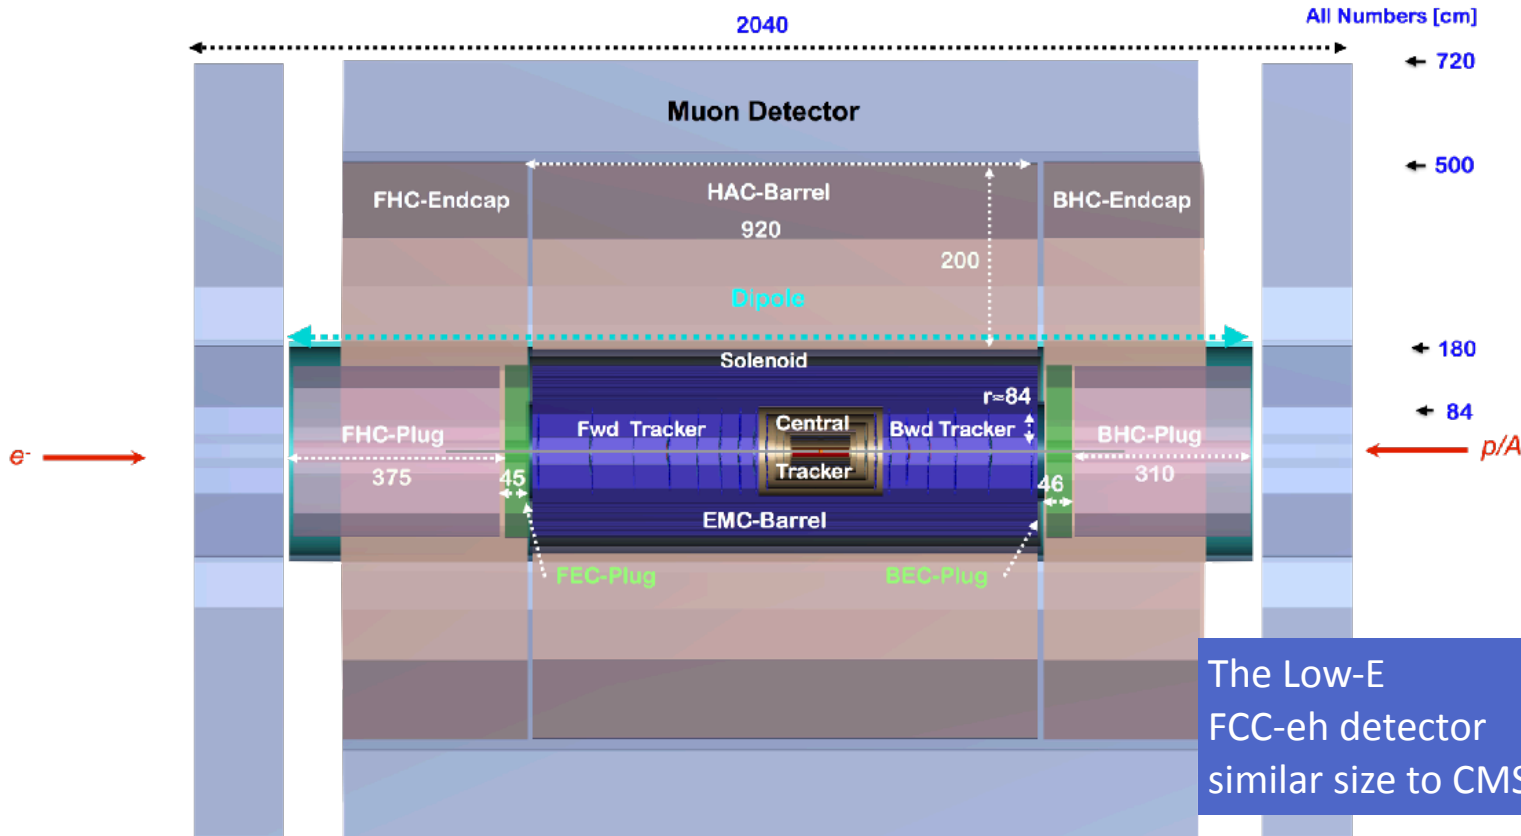 All Numbers [cm]
2040
720
Muon Detector
500
FHC-Endcap
HAC-Barrel
BHC-Endcap
920
200
Dipole
180
Solenoid
r≈84
84
Fwd Tracker
Central
Bwd Tracker
FHC-Plug
BHC-Plug
e-
p/A
Tracker
375
45
46
310
EMC-Barrel
FEC-Plug
BEC-Plug
The Low-E
FCC-eh detector
similar size to CMS